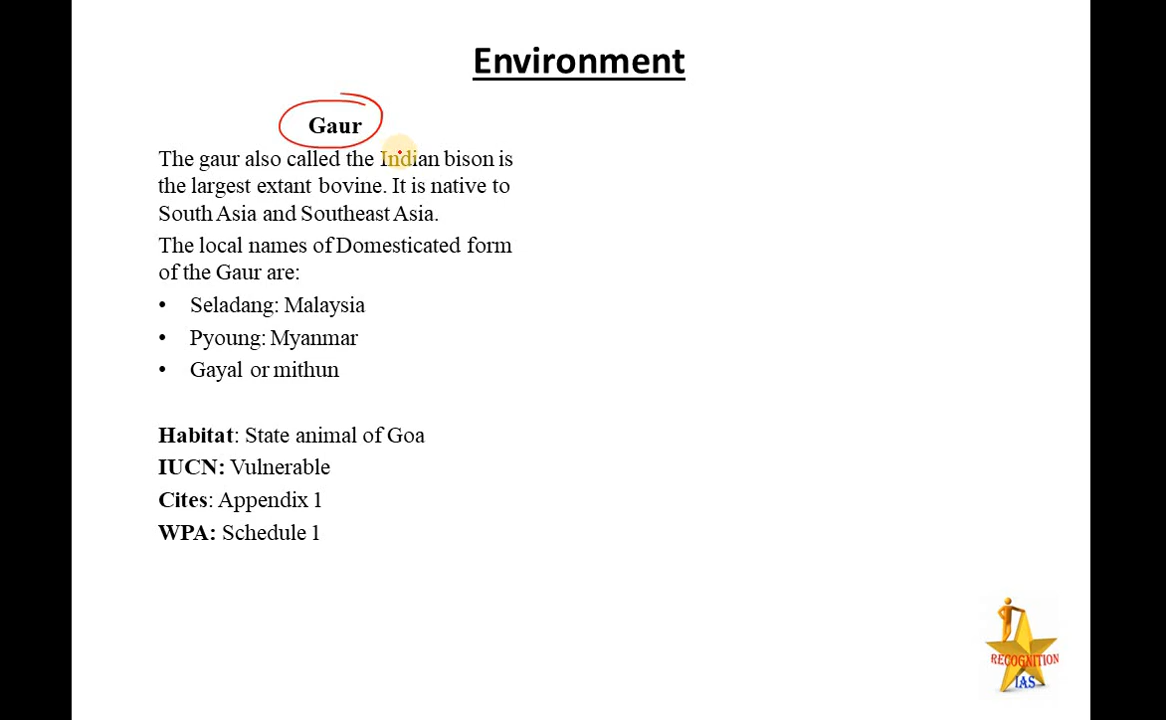 Environment
Gaur
The gaur also called the Indian bison is
the largest extant bovine. It is native to
South Asia and Southeast Asia.
The local names of Domesticated form
of the Gaur are:
• Seladang: Malaysia
• Pyoung: Myanmar
• Gayal or mithun
Habitat: State animal of Goa
IUCN: Vulnerable
Cites: Appendix 1
WPA: Schedule 1
RECOGNITION
IAS